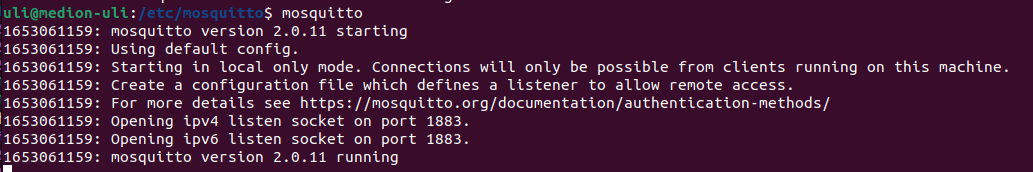 uli@medion-uli:/etc/mosquitto$ mosquitto
1653061159: mosquitto version 2.0.11 starting
1653061159: Using default config.
1653061159: Starting in local only mode. Connections will only be possible from clients running on this machine.
1653061159: Create a configuration file which defines a listener to allow remote access.
1653061159: For more details see https://mosquitto.org/documentation/authentication-methods/
1653061159: Opening ipv4 listen socket on port 1883.
1653061159: Opening ipv6 listen socket on port 1883.
1653061159: mosquitto version 2.0.11 running